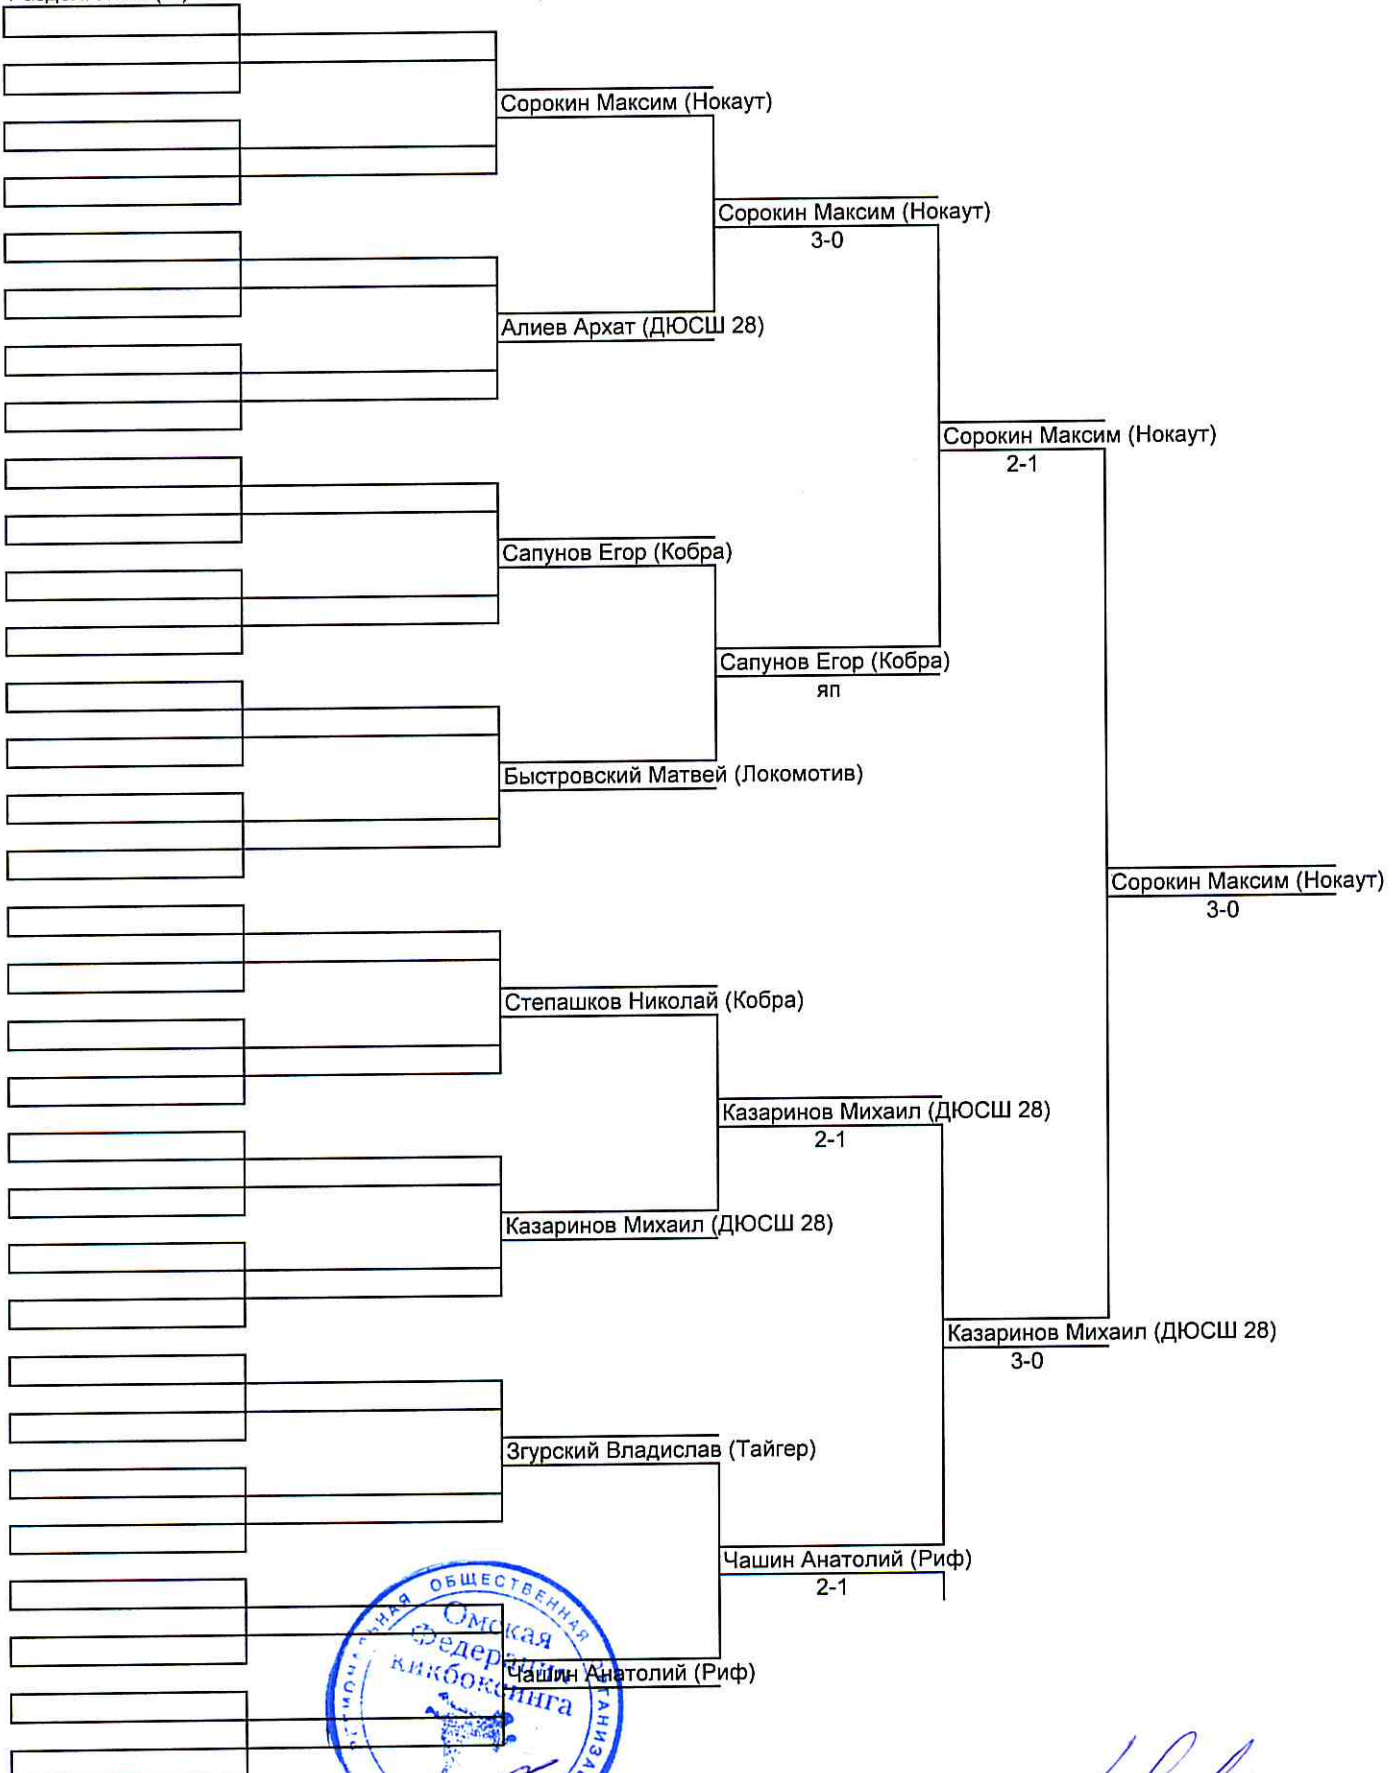 Сорокин Максим (Нокаут)
Сорокин Максим (Нокаут)
3-0
Алиев Архат (ДЮСШ 28)
Сорокин Максим (Нокаут)
2-1
Сапунов Егор (Кобра)
Сапунов Егор (Кобра)
яп
Быстровский Матвей (Локомотив)
Сорокин Максим (Нокаут)
3-0
Степашков Николай (Кобра)
Казаринов Михаил (ДЮСШ 28)
2-1
Казаринов Михаил (ДЮСШ 28)
Казаринов Михаил (ДЮСШ 28)
3-0
Згурский Владислав (Тайгер)
Чашин Анатолий (Риф)
2-1
Чашин Анатолий (Риф)
ОБЩЕСТВЕННАЯ
Омская
Федерация
кикбоксинга